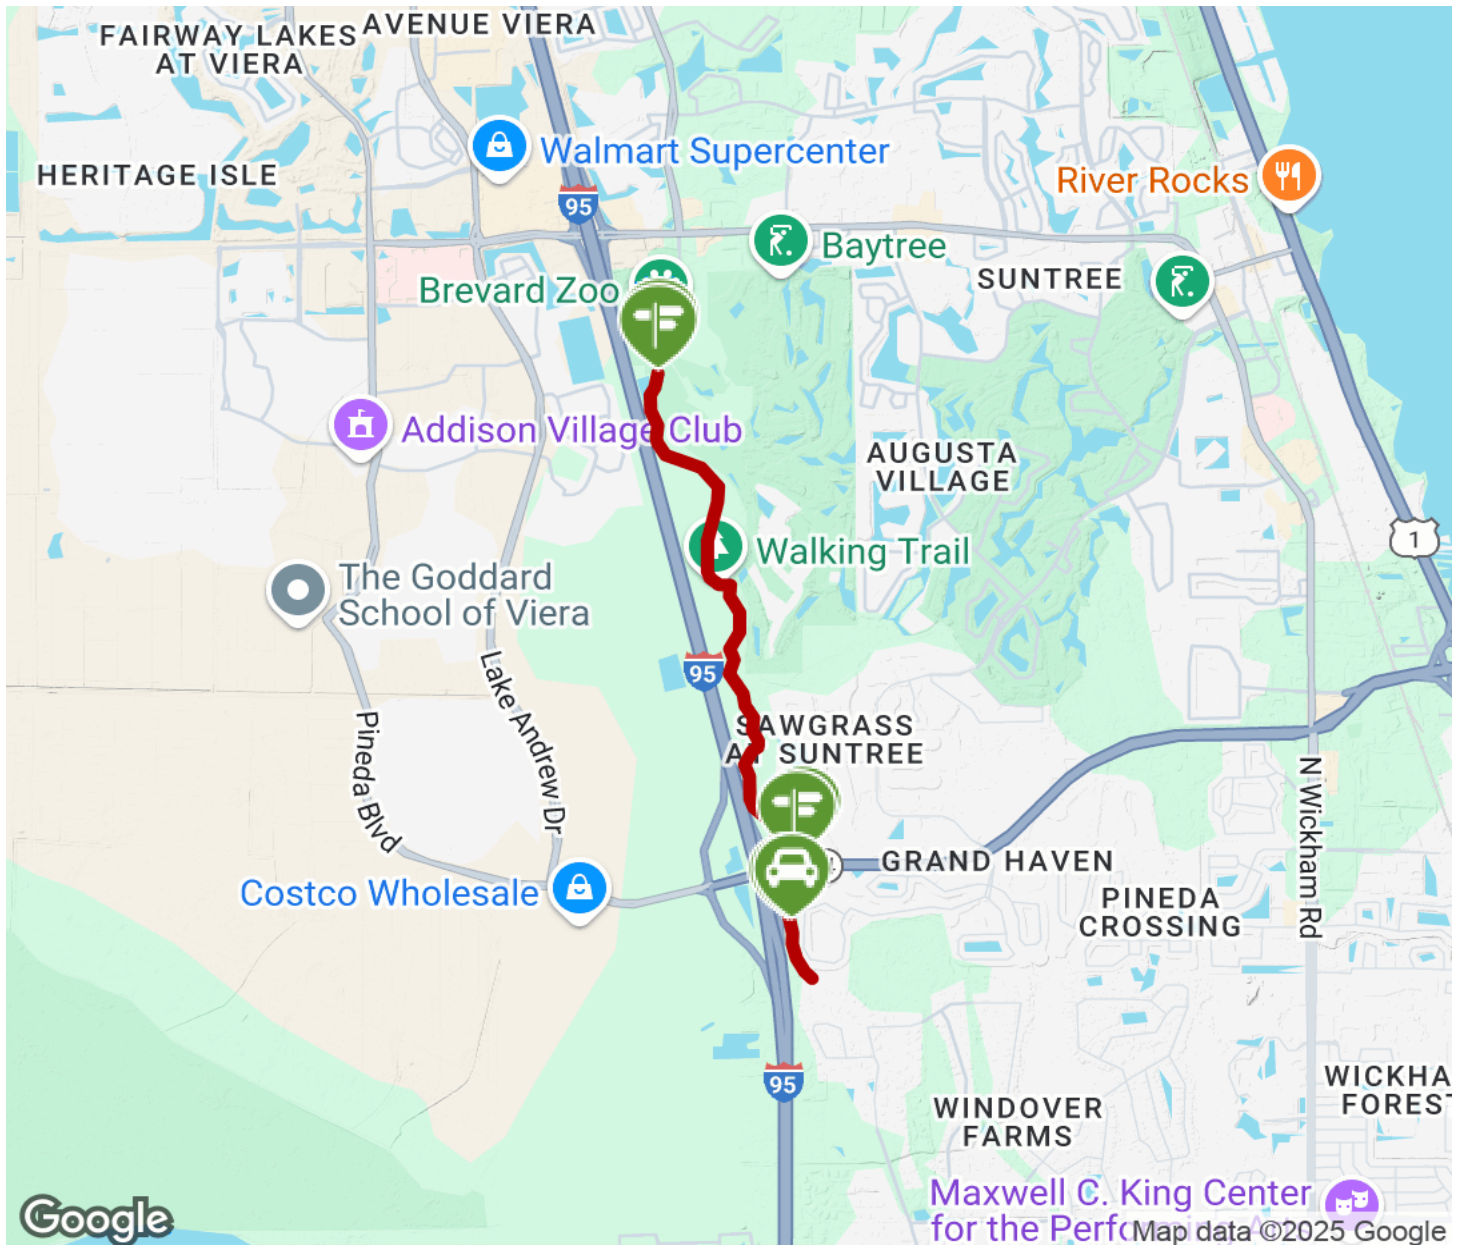 FAIRWAY LAKES
AT VIERA
AVENUE VIERA
Walmart Supercenter
HERITAGE ISLE
River Rocks
95
Baytree
SUNTREE
Brevard Zoo
Addison Village Club
AUGUSTA
VILLAGE
1
Walking Trail
The Goddard
School of Viera
95
Lake Andrew Dr
Pineda Blvd
SAWGRASS
AT SUNTREE
N Wickham Rd
GRAND HAVEN
Costco Wholesale
PINEDA
CROSSING
95
WICKHA
FOREST
WINDOVER
FARMS
Maxwell C. King Center
for the Performing
Google
Map data ©2025 Google